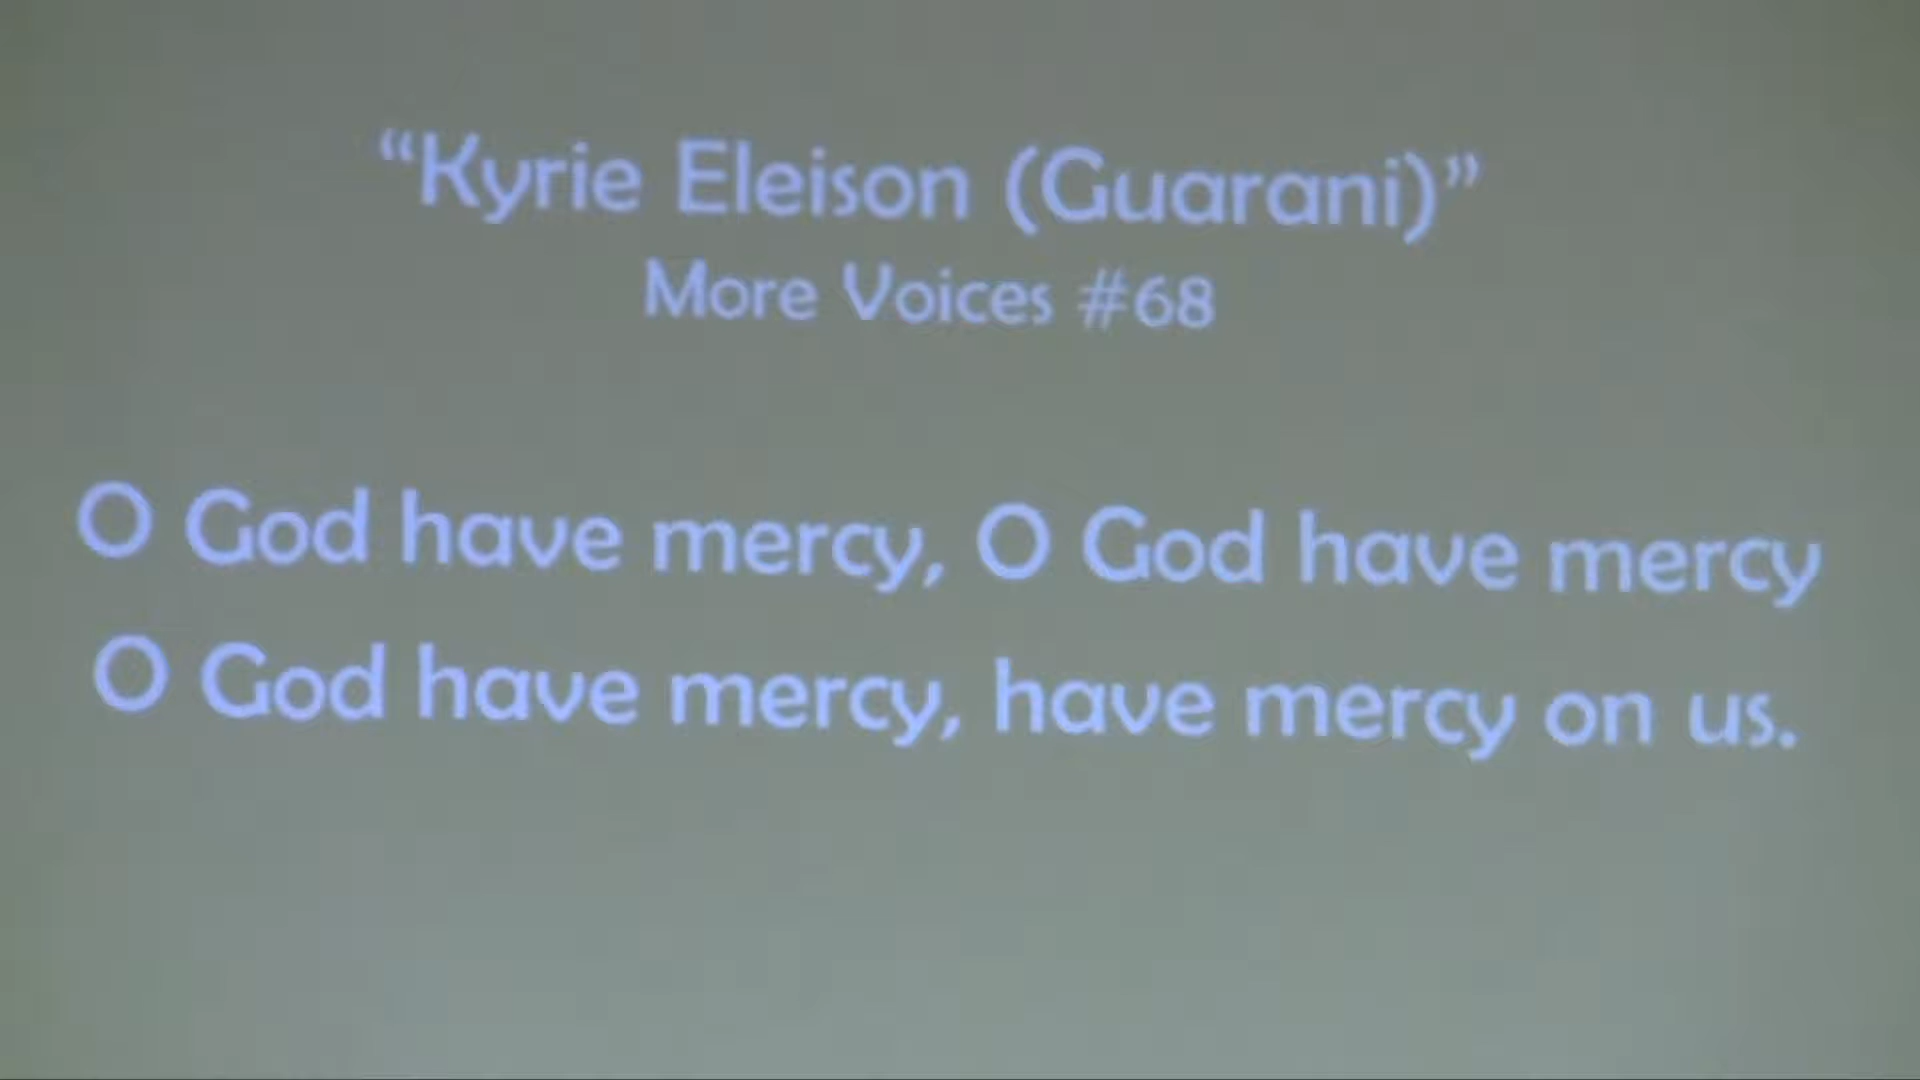 “Kyrie Eleison (Guarani)”
More Voices #68
O God have mercy, O God have mercy
O God have mercy, have mercy on us.